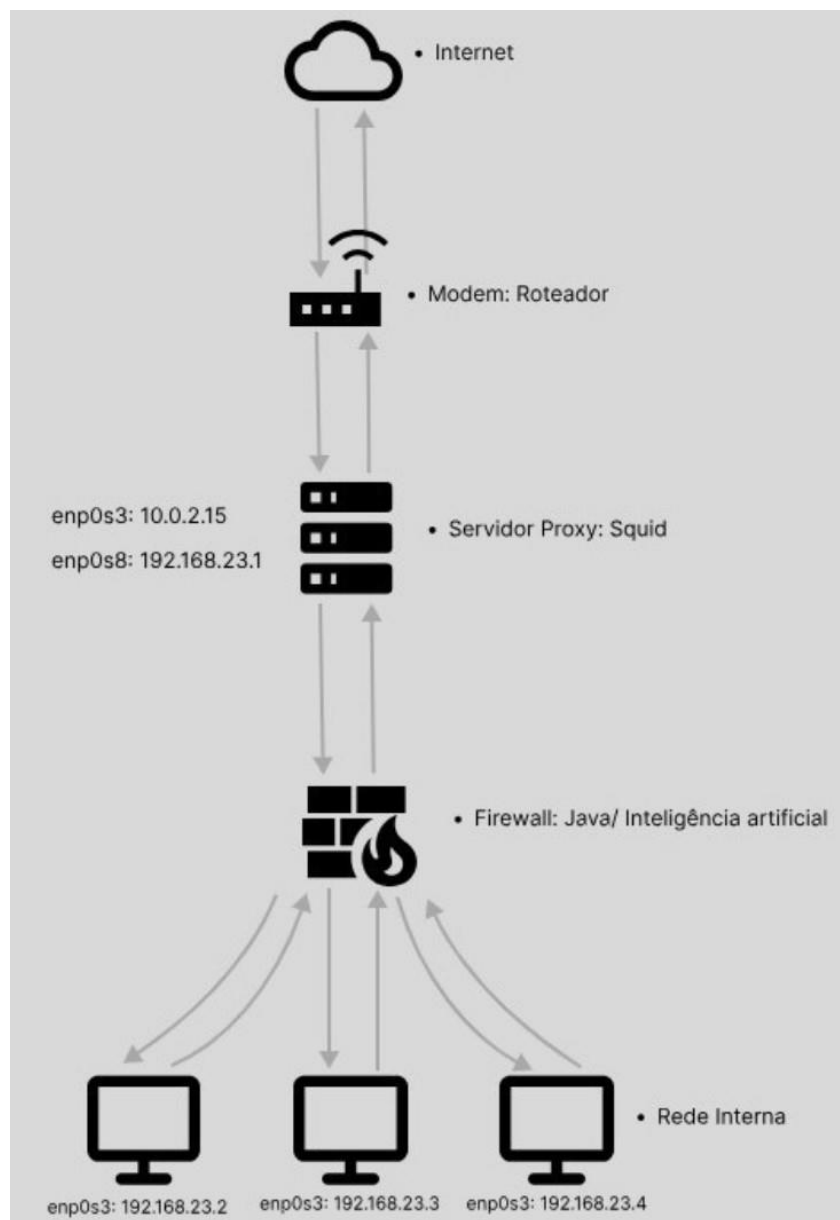 • Internet
• Modem: Roteador
enp0s3: 10.0.2.15
enp0s8: 192.168.23.1
• Servidor Proxy: Squid
• Firewall: Java/ Inteligência artificial
• Rede Interna
enp0s3: 192.168.23.2
enp0s3: 192.168.23.3
enp0s3: 192.168.23.4